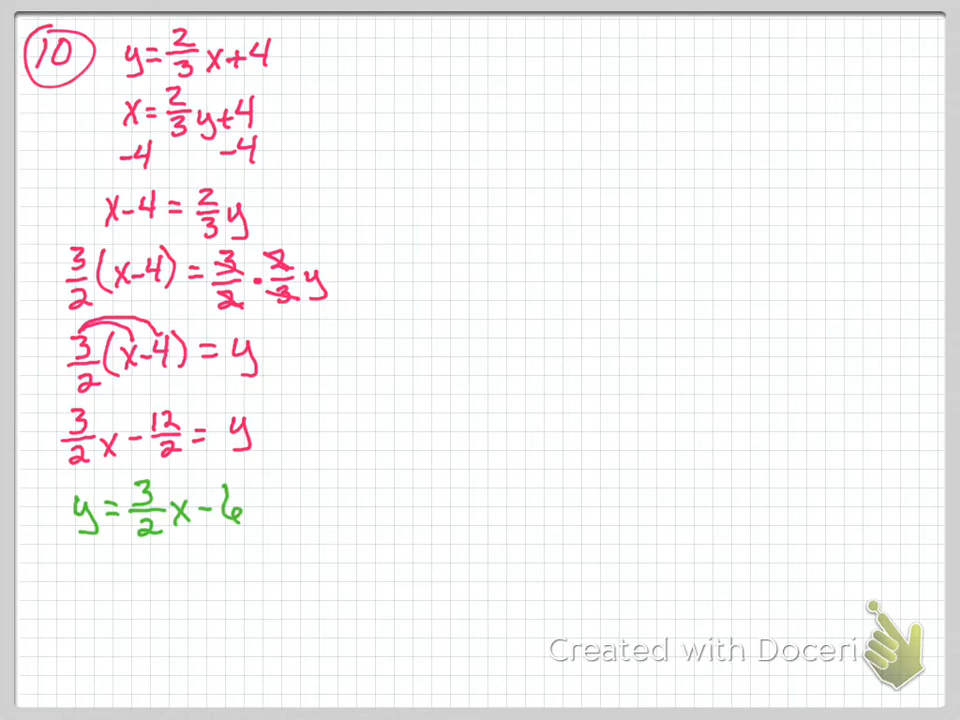 10 y = 2/3 x + 4
x = 2/3 y + 4
-4 -4
x - 4 = 2/3 y
3/2 (x - 4) = 3/2 · 2/3 y
3/2 (x - 4) = y
3/2 x - 12/2 = y
y = 3/2 x - 6
Created with Doceri